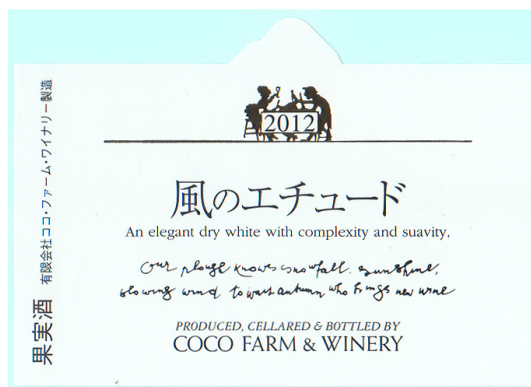 2012
風のエチュード
An elegant dry white with complexity and suavity,
Our plough knows snowfall, sunshine,
blowing wind to wait autumn who brings new wine
PRODUCED, CELLARED & BOTTLED BY
COCO FARM & WINERY
果実酒 有限会社ココ・ファーム・ワイナリー製造